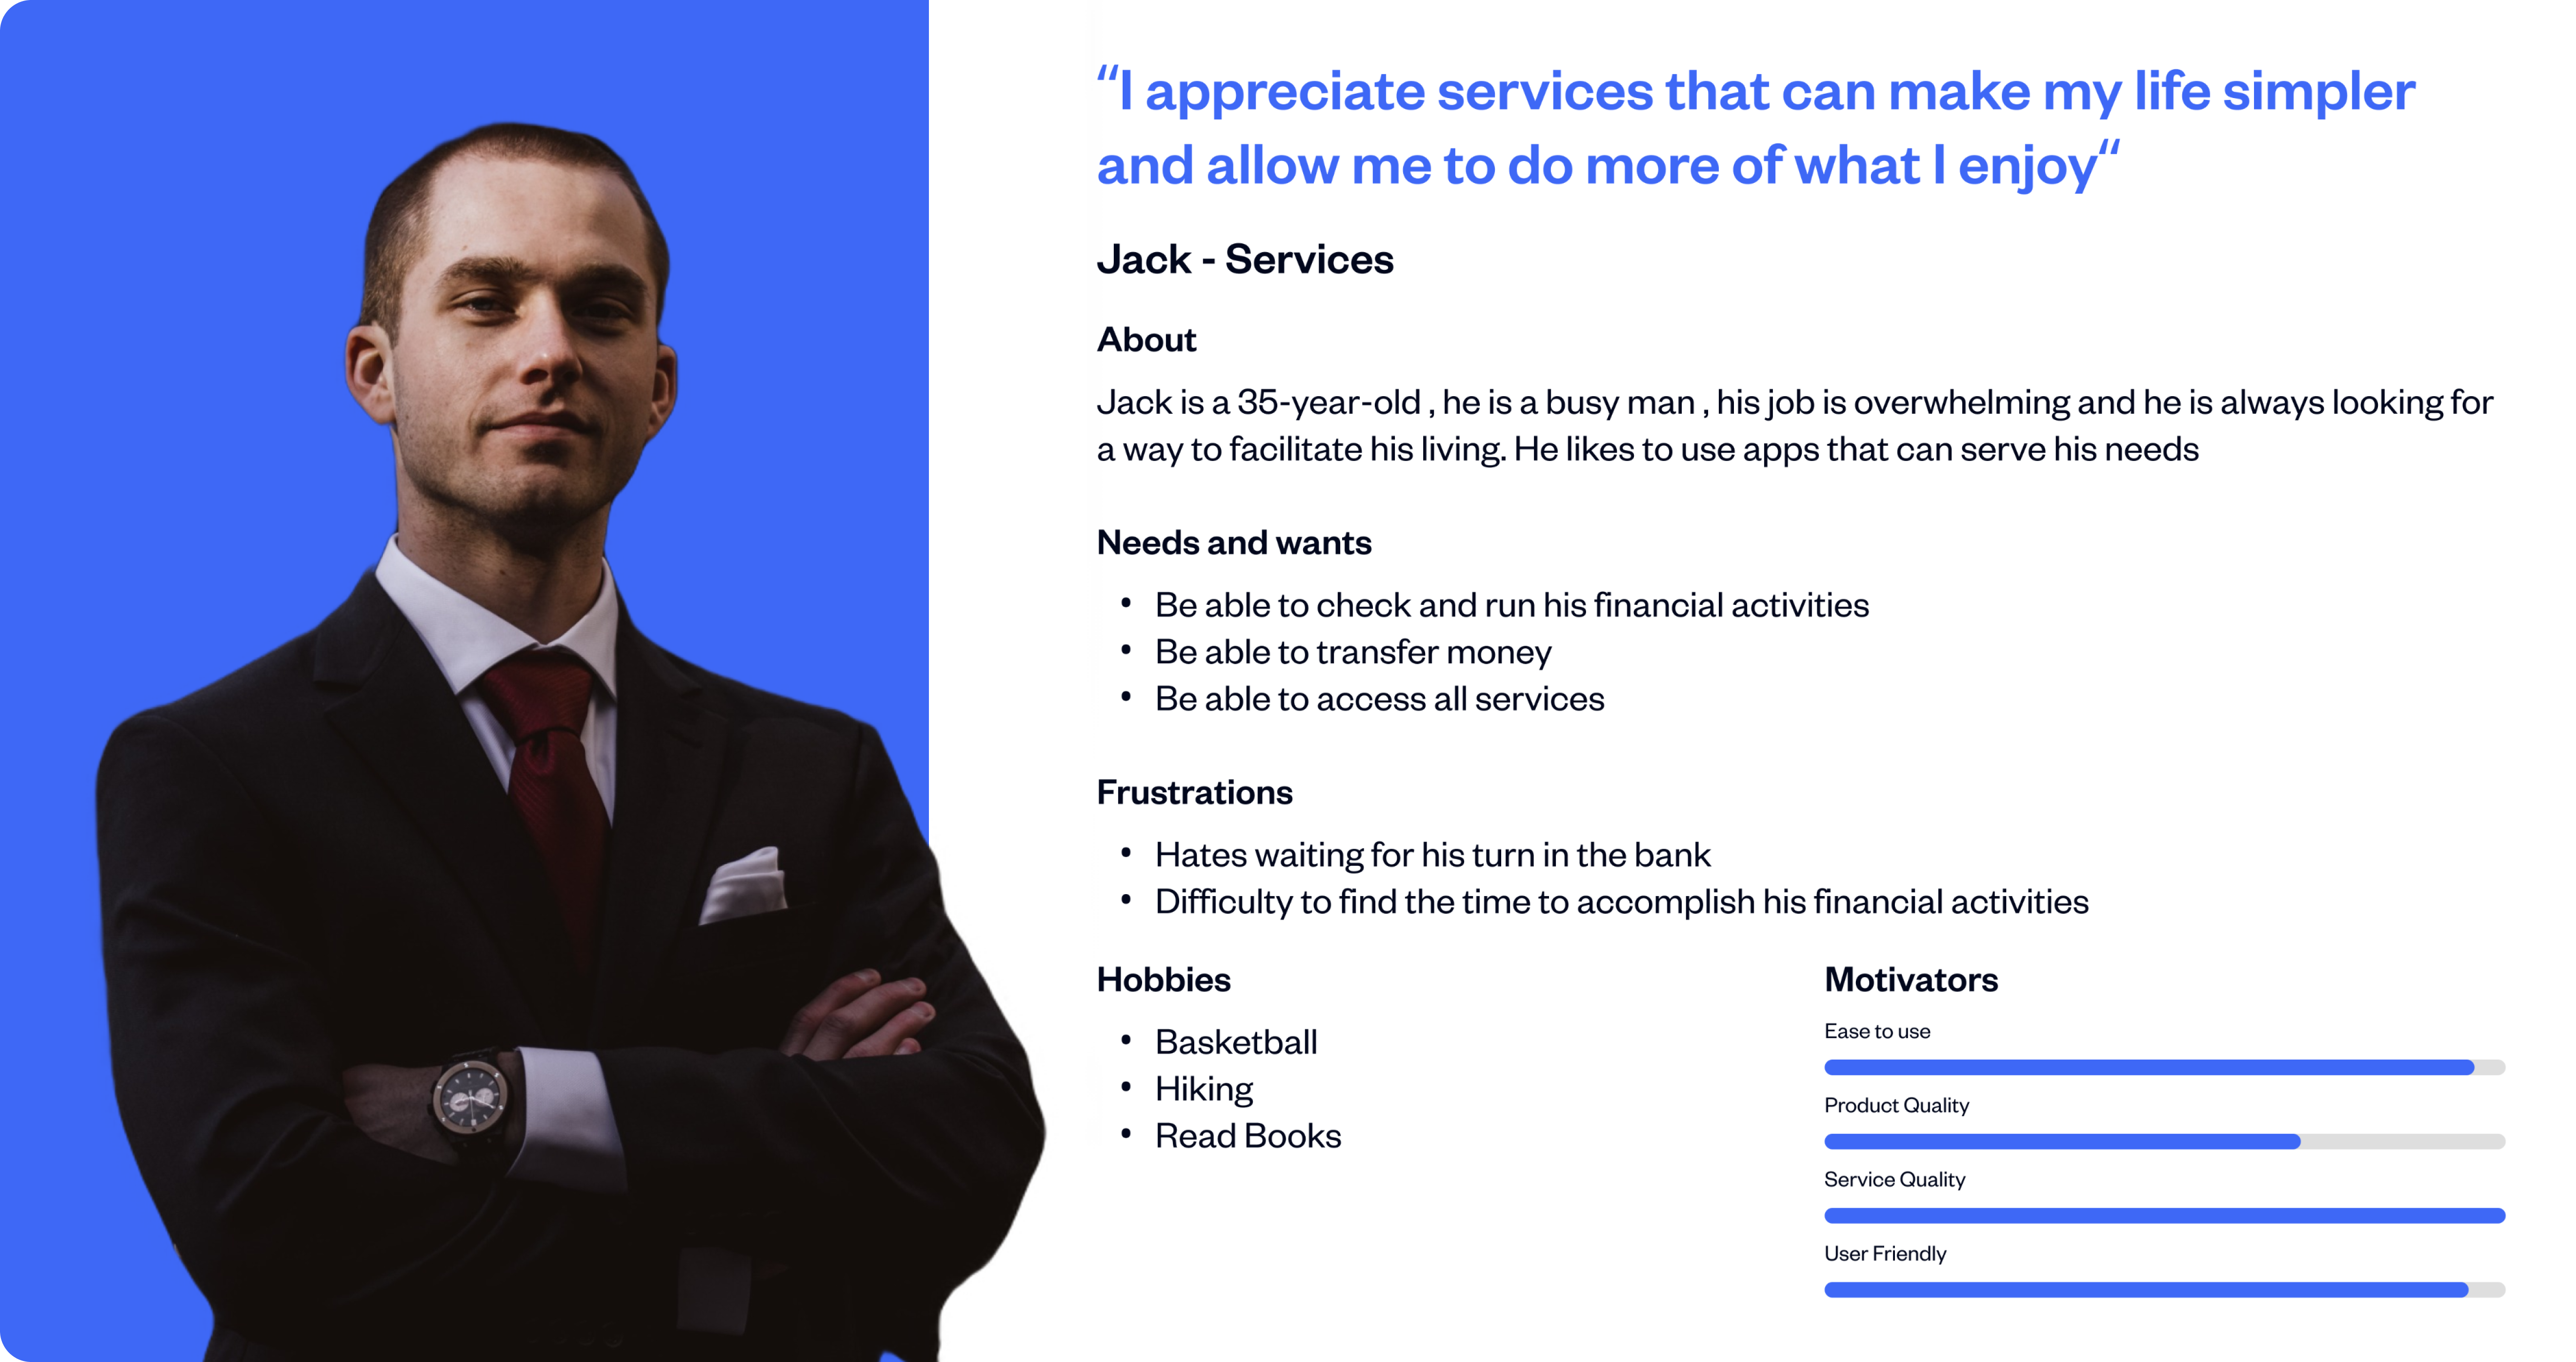 “I appreciate services that can make my life simpler
and allow me to do more of what I enjoy“
Jack - Services
About
Jack is a 35-year-old , he is a busy man , his job is overwhelming and he is always looking for
a way to facilitate his living. He likes to use apps that can serve his needs
Needs and wants
• Be able to check and run his financial activities
• Be able to transfer money
• Be able to access all services
Frustrations
• Hates waiting for his turn in the bank
• Difficulty to find the time to accomplish his financial activities
Hobbies
• Basketball
• Hiking
• Read Books
Motivators
Ease to use
Product Quality
Service Quality
User Friendly